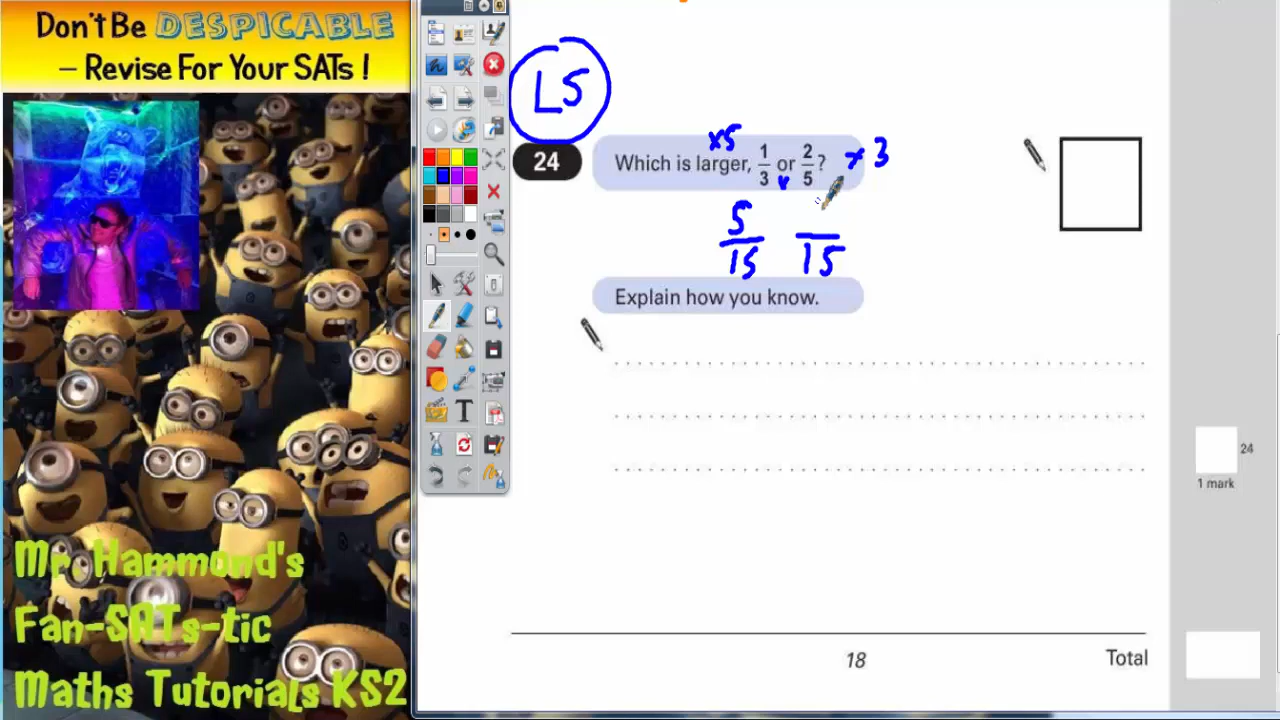 Don't Be DESPICABLE
– Revise For Your SATs !
L5
×5
24
Which is larger, 1/3 or 2/5?
×3
5/15
/15
Explain how you know.
24
1 mark
18
Total
Mr. Hammond's
Fan-SATs-tic
Maths Tutorials KS2